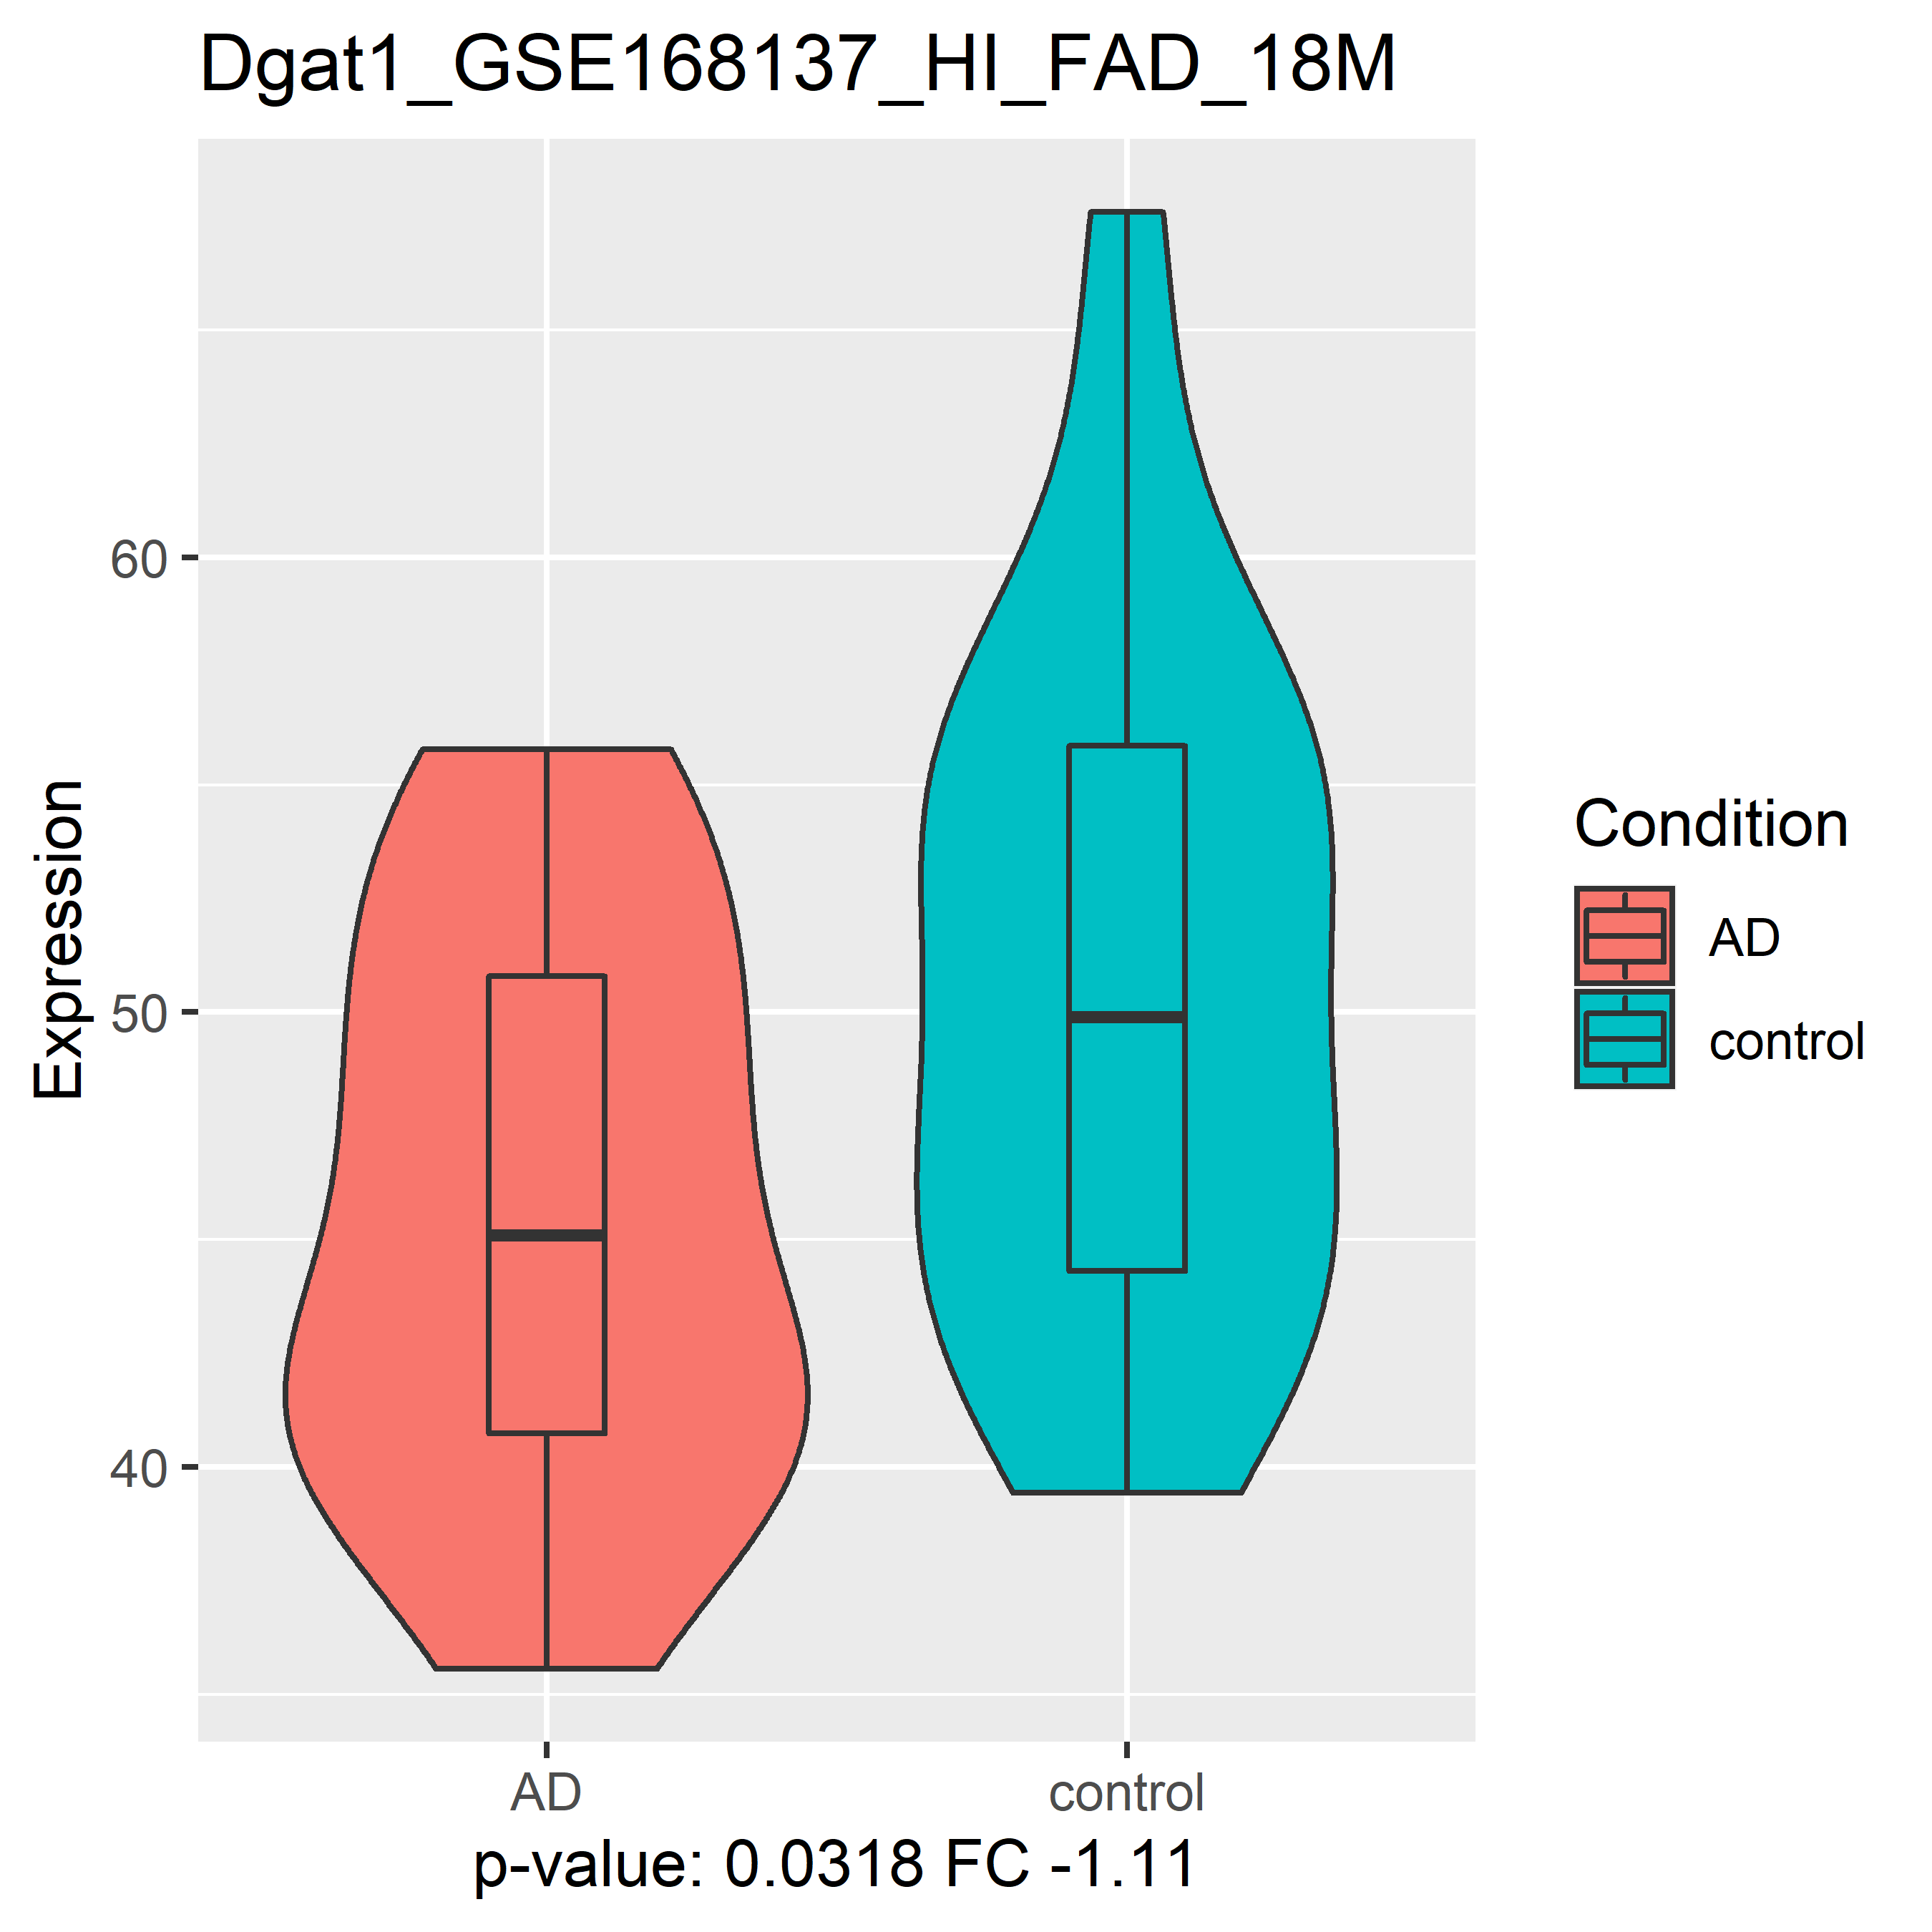 Dgat1_GSE168137_HI_FAD_18M
Expression
60
50
40
AD
control
p-value: 0.0318 FC -1.11
Condition
AD
control